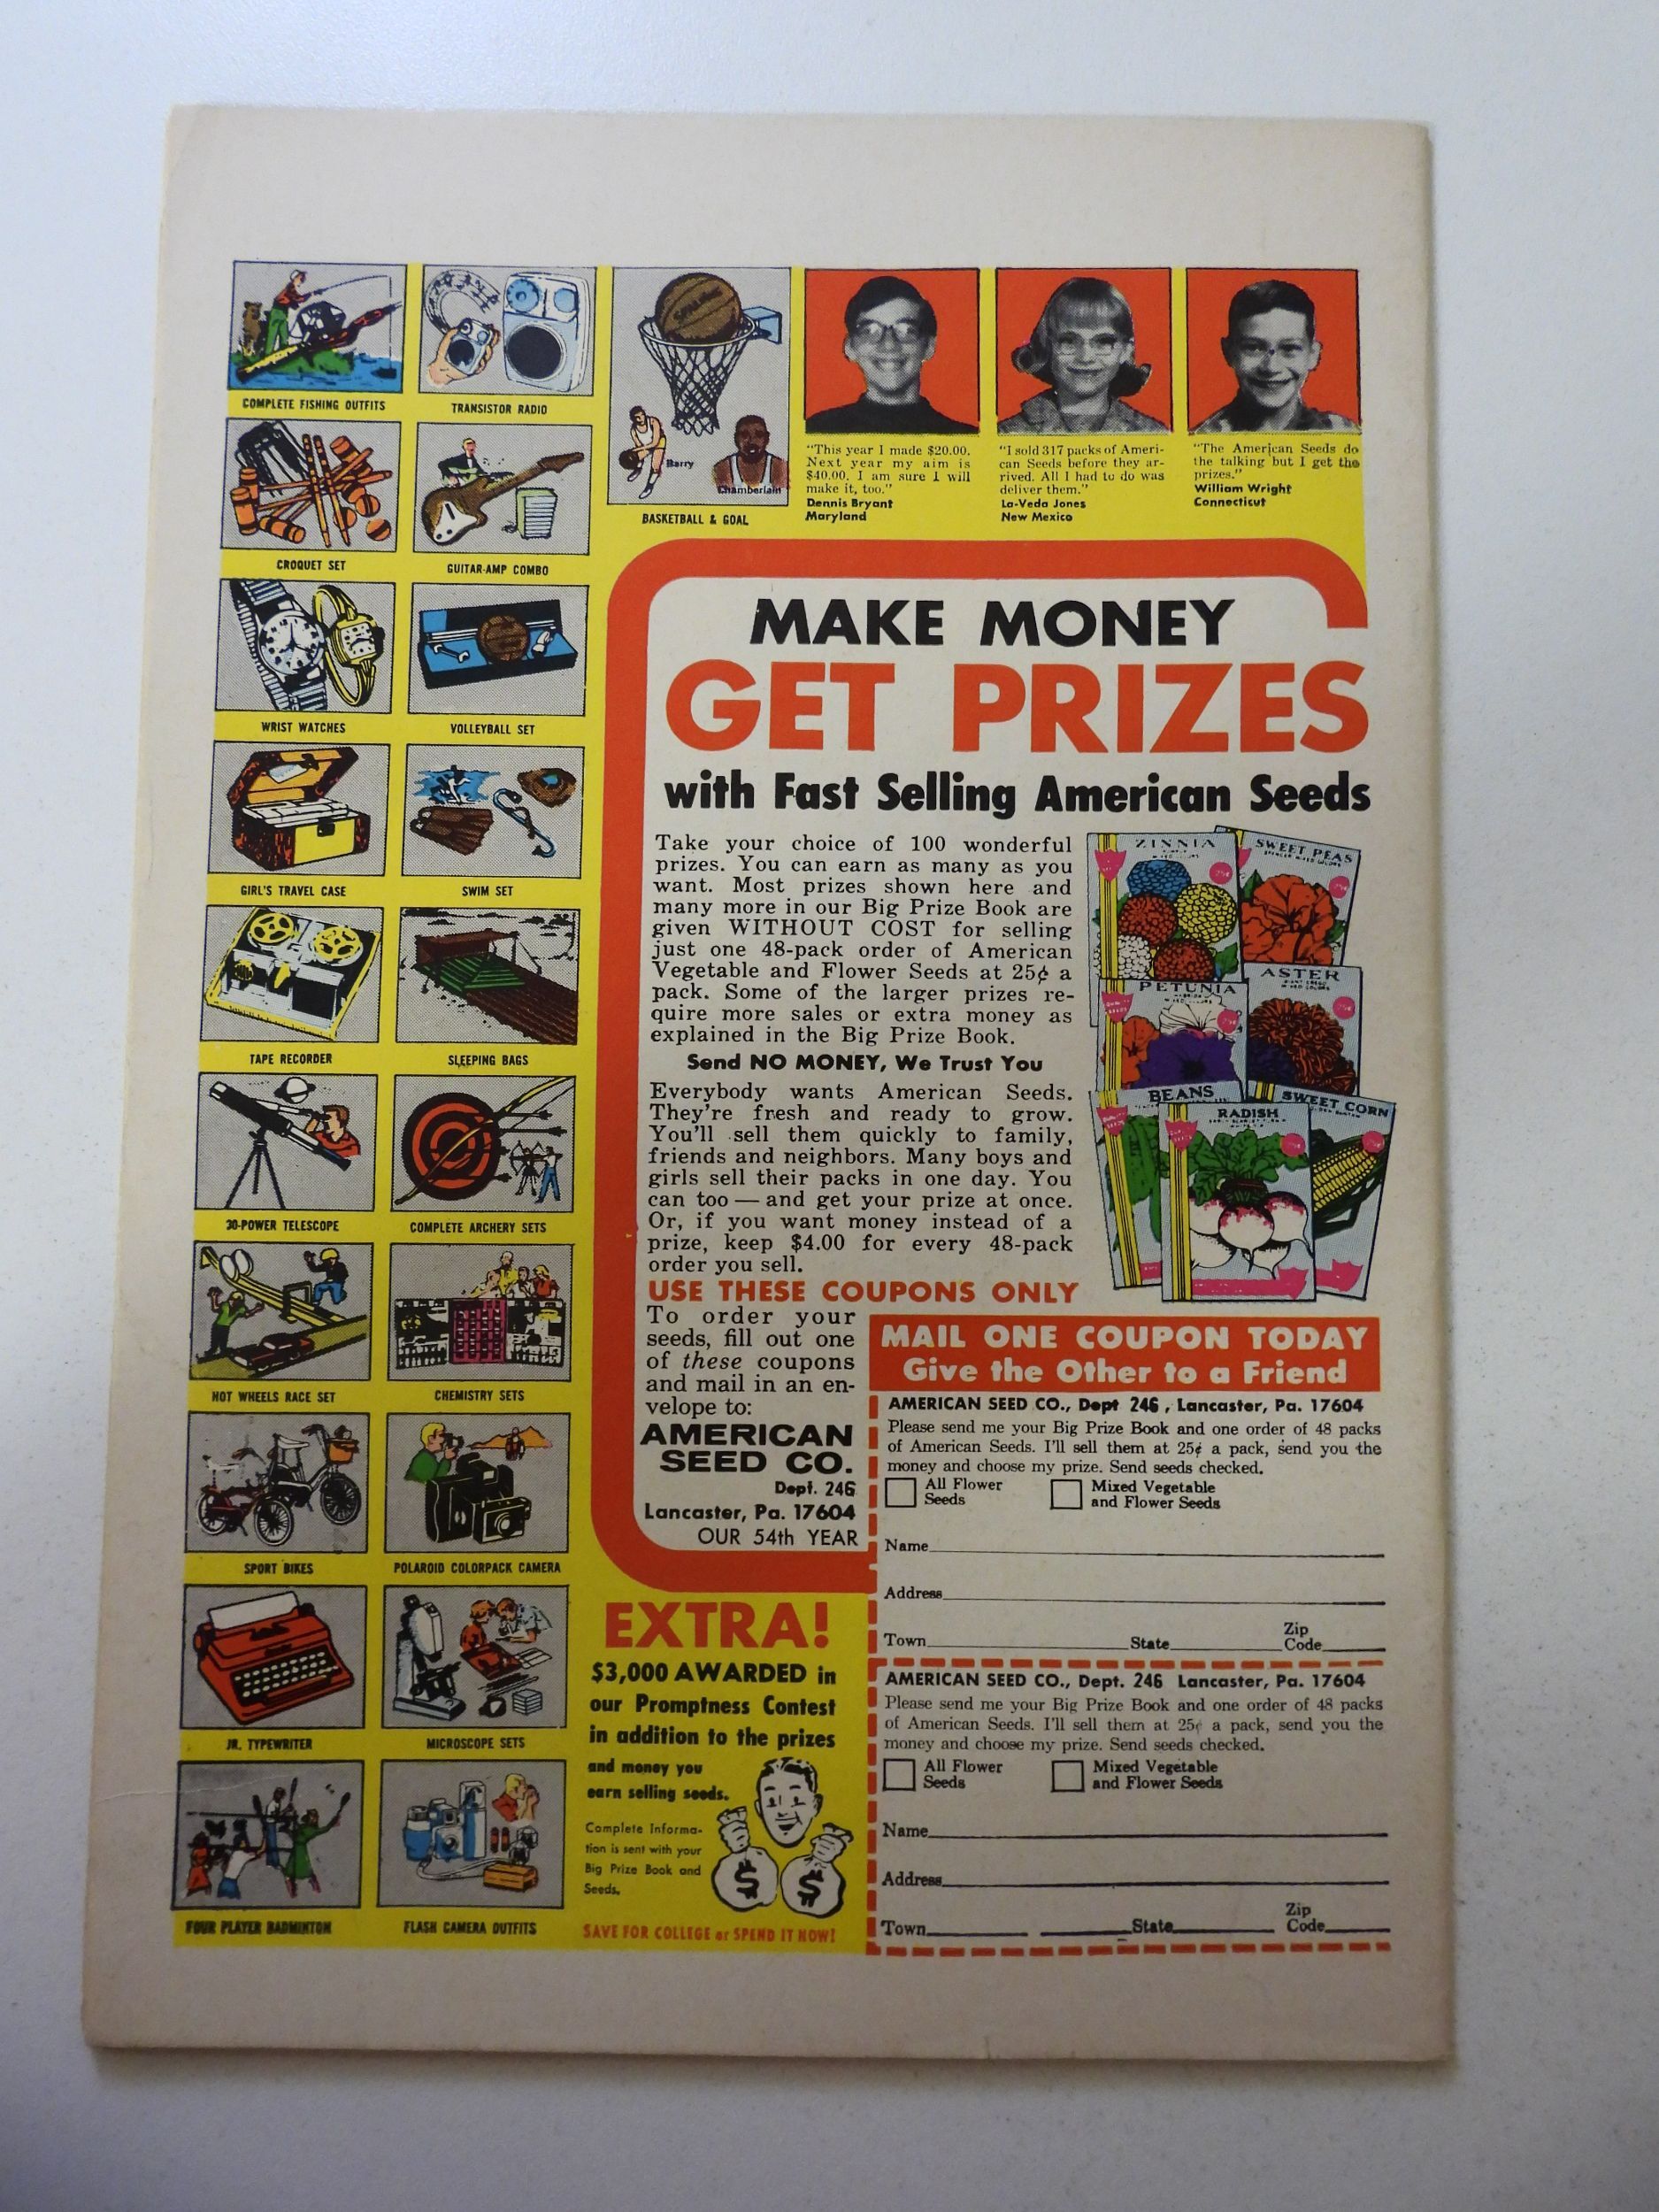 COMPLETE FISHING OUTFITS
TRANSISTOR RADIO
CROQUET SET
GUITAR-AMP COMBO
WRIST WATCHES
VOLLEYBALL SET
GIRL'S TRAVEL CASE
SWIM SET
TAPE RECORDER
SLEEPING BAGS
30-POWER TELESCOPE
COMPLETE ARCHERY SETS
HOT WHEELS RACE SET
CHEMISTRY SETS
SPORT BIKES
POLAROID COLORPACK CAMERA
JR. TYPEWRITER
MICROSCOPE SETS
FOUR PLAYER BADMINTON
FLASH CAMERA OUTFITS
SPALDING
Barry
Chamberlain
BASKETBALL & GOAL
"This year I made $20.00.
Next year my aim is
$40.00. I am sure I will
make it, too."
Dennis Bryant
Maryland
"I sold 317 packs of Ameri-
can Seeds before they ar-
rived. All I had to do was
deliver them."
La-Veda Jones
New Mexico
"The American Seeds do
the talking but I get the
prizes."
William Wright
Connecticut
MAKE MONEY
GET PRIZES
with Fast Selling American Seeds
Take your choice of 100 wonderful
prizes. You can earn as many as you
want. Most prizes shown here and
many more in our Big Prize Book are
given WITHOUT COST for selling
just one 48-pack order of American
Vegetable and Flower Seeds at 25¢ a
pack. Some of the larger prizes re-
quire more sales or extra money as
explained in the Big Prize Book.
Send NO MONEY, We Trust You
Everybody wants American Seeds.
They're fresh and ready to grow.
You'll sell them quickly to family,
friends and neighbors. Many boys and
girls sell their packs in one day. You
can too — and get your prize at once.
Or, if you want money instead of a
prize, keep $4.00 for every 48-pack
order you sell.
ZINNIA
SWEET PEAS
PETUNIA
ASTER
BEANS
RADISH
SWEET CORN
USE THESE COUPONS ONLY
To order your
seeds, fill out one
of these coupons
and mail in an en-
velope to:
AMERICAN
SEED CO.
Dept. 246
Lancaster, Pa. 17604
OUR 54th YEAR
MAIL ONE COUPON TODAY
Give the Other to a Friend
AMERICAN SEED CO., Dept 246 , Lancaster, Pa. 17604
Please send me your Big Prize Book and one order of 48 packs
of American Seeds. I'll sell them at 25¢ a pack, send you the
money and choose my prize. Send seeds checked.
All Flower Seeds
Mixed Vegetable and Flower Seeds
Name
Address
Town State Zip Code
AMERICAN SEED CO., Dept. 246 Lancaster, Pa. 17604
Please send me your Big Prize Book and one order of 48 packs
of American Seeds. I'll sell them at 25¢ a pack, send you the
money and choose my prize. Send seeds checked.
All Flower Seeds
Mixed Vegetable and Flower Seeds
Name
Address
Town State Zip Code
EXTRA!
$3,000 AWARDED in
our Promptness Contest
in addition to the prizes
and money you
earn selling seeds.
Complete Informa-
tion is sent with your
Big Prize Book and
Seeds.
$ $
SAVE FOR COLLEGE or SPEND IT NOW!